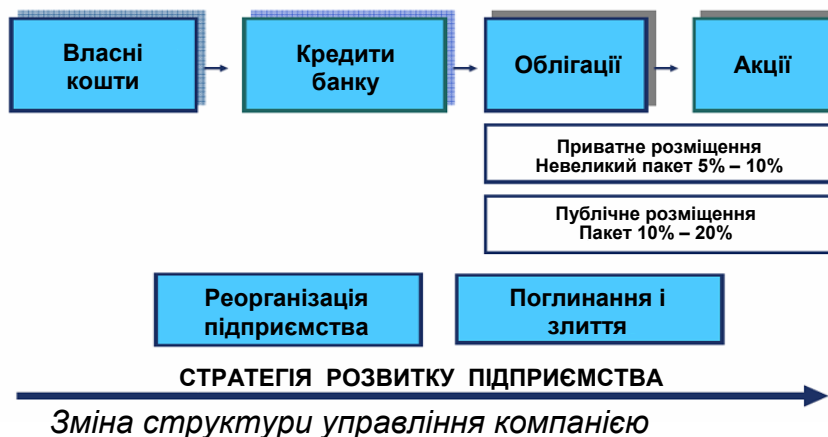 Власні
кошти
Кредити
банку
Облігації
Акції
Приватне розміщення
Невеликий пакет 5% – 10%
Публічне розміщення
Пакет 10% – 20%
Реорганізація
підприємства
Поглинання і
злиття
СТРАТЕГІЯ РОЗВИТКУ ПІДПРИЄМСТВА
Зміна структури управління компанією